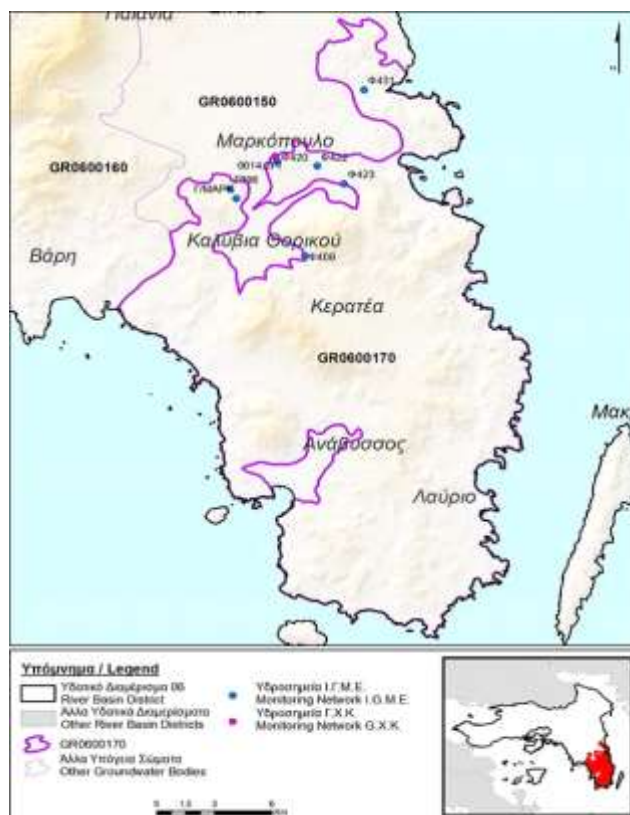 Παιανία
Φ431
GR0600150
Μαρκόπουλο
Φ420
Φ423
GR0600160
Καλύβια Θορικού
Βάρη
Φ408
Κερατέα
GR0600170
Μακ
Ανάβυσσος
Λαύριο
Υπόμνημα / Legend
Υδατικό Διαμέρισμα 06
River Basin District
Άλλα Υδατικά Διαμερίσματα
Other River Basin Districts
GR0600170
Άλλα Υπόγεια Σώματα
Other Groundwater Bodies
Υδροσημεία Ι.Γ.Μ.Ε.
Monitoring Network I.G.M.E.
Υδροσημεία Γ.Χ.Κ.
Monitoring Network G.X.K.